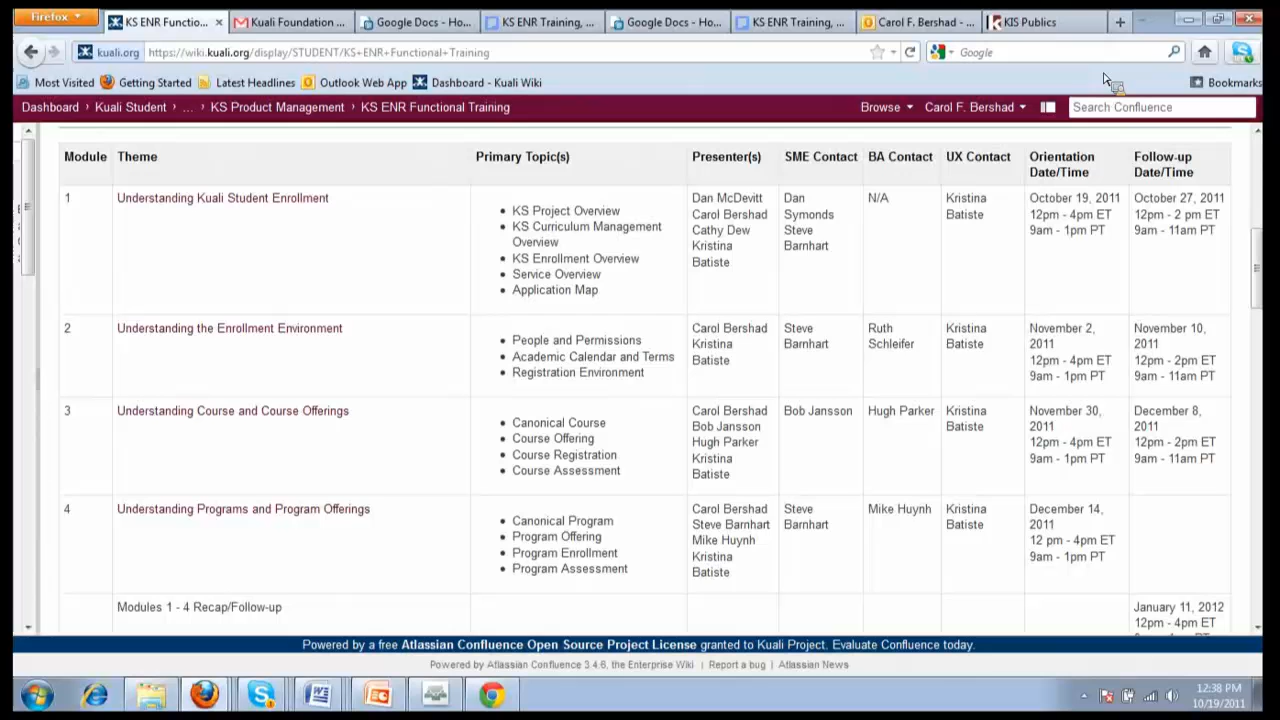 Firefox
KS ENR Functio... ×
Kuali Foundation ...
Google Docs - Ho...
KS ENR Training, ...
Google Docs - Ho...
KS ENR Training, ...
Carol F. Bershad - ...
KIS Publics
kuali.org https://wiki.kuali.org/display/STUDENT/KS+ENR+Functional+Training
Google
Most Visited Getting Started Latest Headlines Outlook Web App Dashboard - Kuali Wiki Bookmarks
Dashboard › Kuali Student › ... › KS Product Management › KS ENR Functional Training Browse Carol F. Bershad Search Confluence
Module Theme Primary Topic(s) Presenter(s) SME Contact BA Contact UX Contact Orientation Date/Time Follow-up Date/Time
1 Understanding Kuali Student Enrollment
• KS Project Overview
• KS Curriculum Management
Overview
• KS Enrollment Overview
• Service Overview
• Application Map
Dan McDevitt
Carol Bershad
Cathy Dew
Kristina
Batiste
Dan
Symonds
Steve
Barnhart
N/A
Kristina
Batiste
October 19, 2011
12pm - 4pm ET
9am - 1pm PT
October 27, 2011
12pm - 2 pm ET
9am - 11am PT
2 Understanding the Enrollment Environment
• People and Permissions
• Academic Calendar and Terms
• Registration Environment
Carol Bershad
Kristina
Batiste
Steve
Barnhart
Ruth
Schleifer
Kristina
Batiste
November 2,
2011
12pm - 4pm ET
9am - 1pm PT
November 10,
2011
12pm - 2pm ET
9am - 11am PT
3 Understanding Course and Course Offerings
• Canonical Course
• Course Offering
• Course Registration
• Course Assessment
Carol Bershad
Bob Jansson
Hugh Parker
Kristina
Batiste
Bob Jansson
Hugh Parker
Kristina
Batiste
November 30,
2011
12pm - 4pm ET
9am - 1pm PT
December 8,
2011
12pm - 2pm ET
9am - 11am PT
4 Understanding Programs and Program Offerings
• Canonical Program
• Program Offering
• Program Enrollment
• Program Assessment
Carol Bershad
Steve Barnhart
Mike Huynh
Kristina
Batiste
Steve
Barnhart
Mike Huynh
Kristina
Batiste
December 14,
2011
12 pm - 4pm ET
9am - 1pm PT
Modules 1 - 4 Recap/Follow-up
January 11, 2012
12pm - 4pm ET
Powered by a free Atlassian Confluence Open Source Project License granted to Kuali Project. Evaluate Confluence today.
Powered by Atlassian Confluence 3.4.6, the Enterprise Wiki | Report a bug | Atlassian News
12:38 PM
10/19/2011